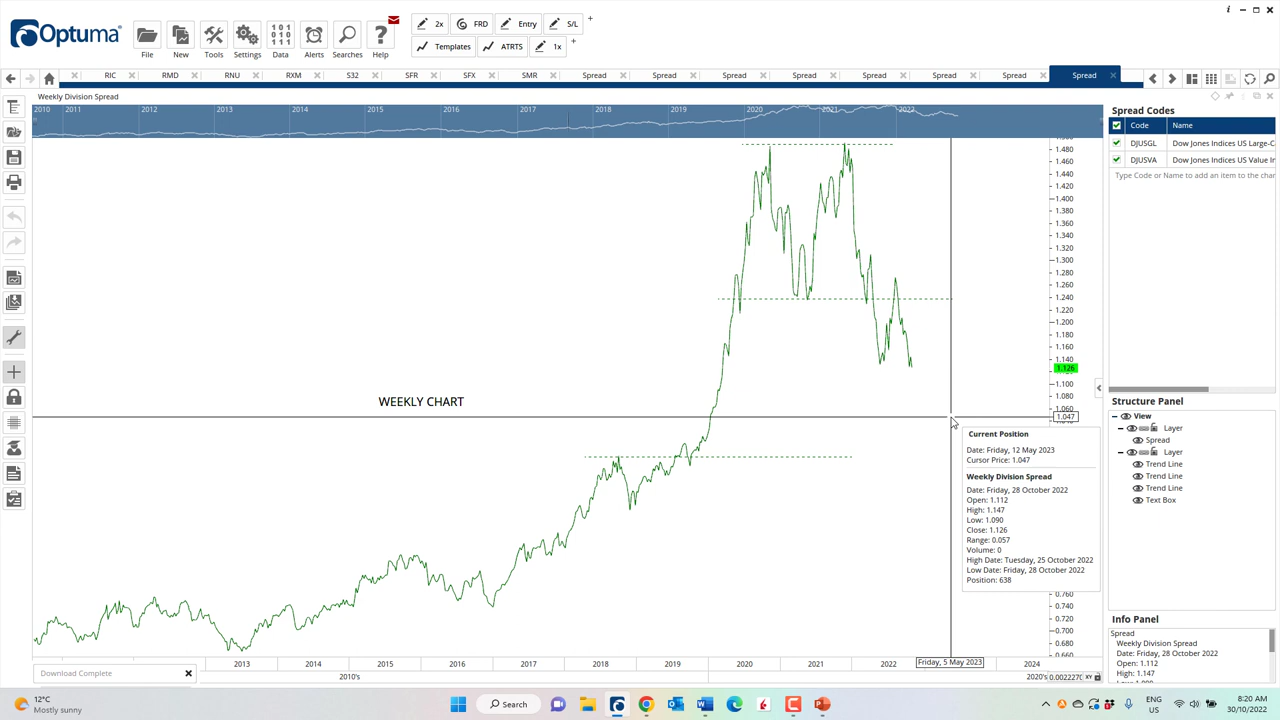 Optuma
File
New
Tools
Settings
Data
Alerts
Searches
Help
2x
FRD
Entry
S/L
Templates
ATRTS
1x
RIC
RMD
RNU
RXM
S32
SFR
SFX
SMR
Spread
Spread
Spread
Spread
Spread
Spread
Spread
Spread
Weekly Division Spread
2010 2011 2012 2013 2014 2015 2016 2017 2018 2019 2020 2021 2022
1.480
1.460
1.440
1.420
1.400
1.380
1.360
1.340
1.320
1.300
1.280
1.260
1.240
1.220
1.200
1.180
1.160
1.140
1.126
1.100
1.080
1.060
1.047
WEEKLY CHART
Current Position
Date: Friday, 12 May 2023
Cursor Price: 1.047
Weekly Division Spread
Date: Friday, 28 October 2022
Open: 1.112
High: 1.147
Low: 1.090
Close: 1.126
Range: 0.057
Volume: 0
High Date: Tuesday, 25 October 2022
Low Date: Friday, 28 October 2022
Position: 638
0.760
0.740
0.720
0.700
0.680
0.660
2013 2014 2015 2016 2017 2018 2019 2020 2021 2022 Friday, 5 May 2023 2024
2010's 2020's
0.0022270 XY
Download Complete
Spread Codes
Code Name
DJUSGL Dow Jones Indices US Large-C
DJUSVA Dow Jones Indices US Value In
Type Code or Name to add an item to the char
Structure Panel
View
Layer
Spread
Layer
Trend Line
Trend Line
Trend Line
Text Box
Info Panel
Spread
Weekly Division Spread
Date: Friday, 28 October 2022
Open: 1.112
High: 1.147
12°C
Mostly sunny
Search
ENG
US
8:20 AM
30/10/2022